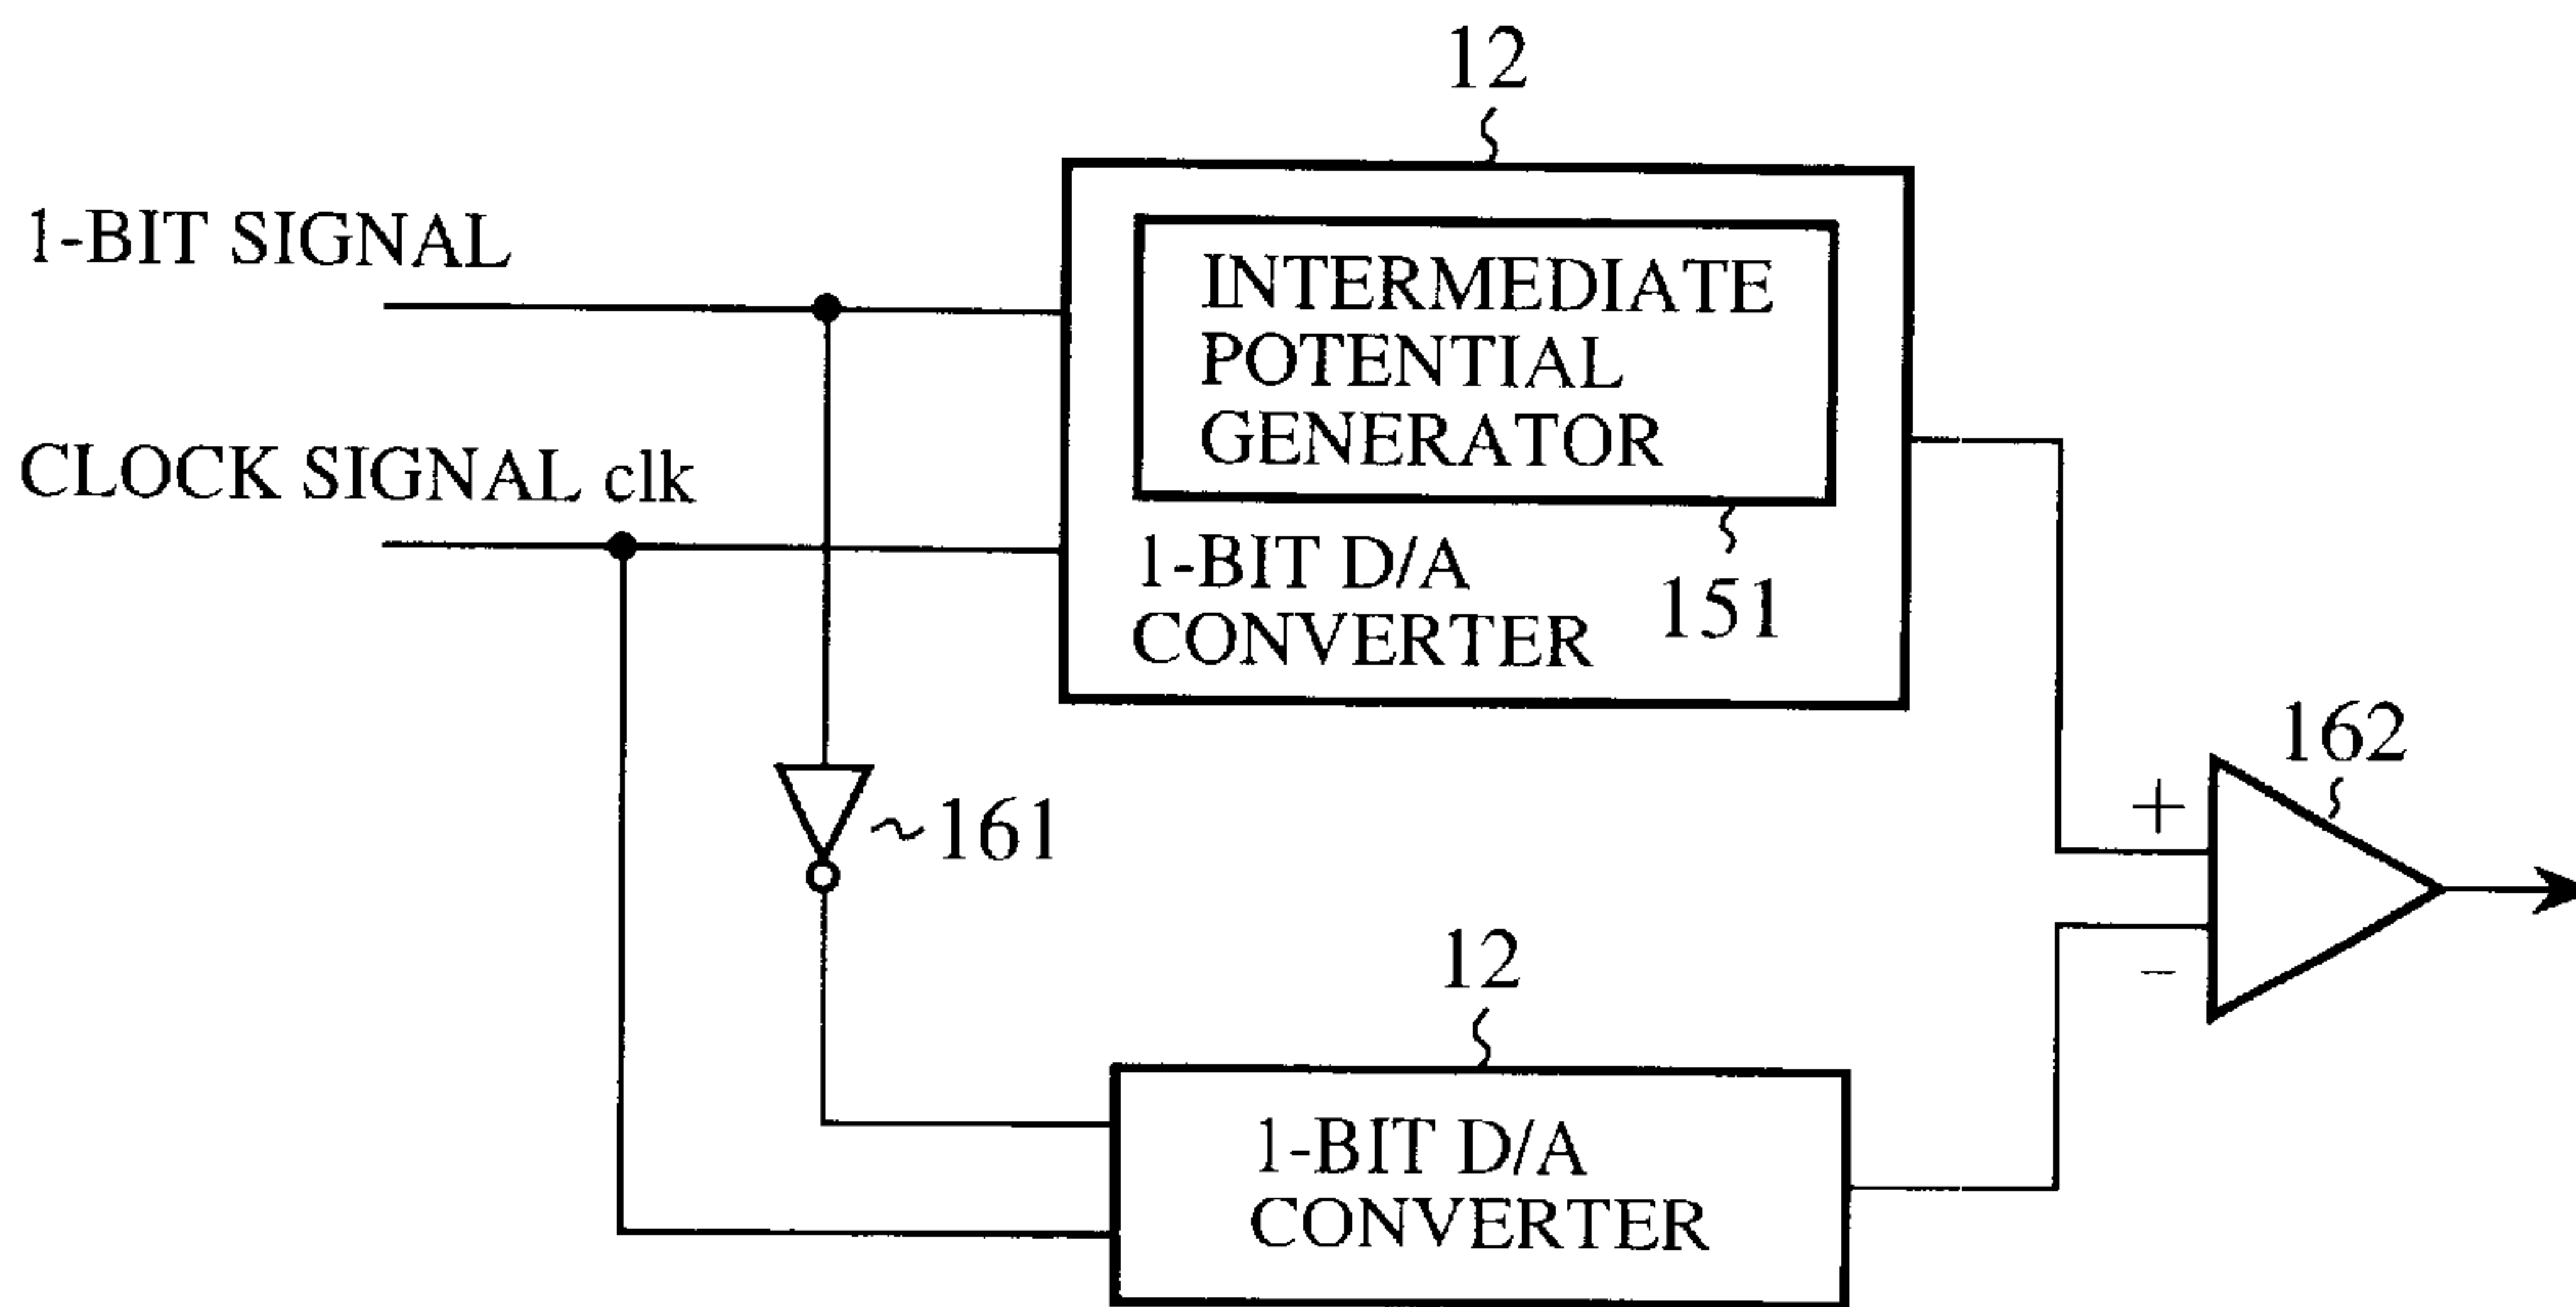 12
1-BIT SIGNAL
INTERMEDIATE
POTENTIAL
GENERATOR
CLOCK SIGNAL clk
1-BIT D/A
CONVERTER
151
162
+
161
12
−
1-BIT D/A
CONVERTER